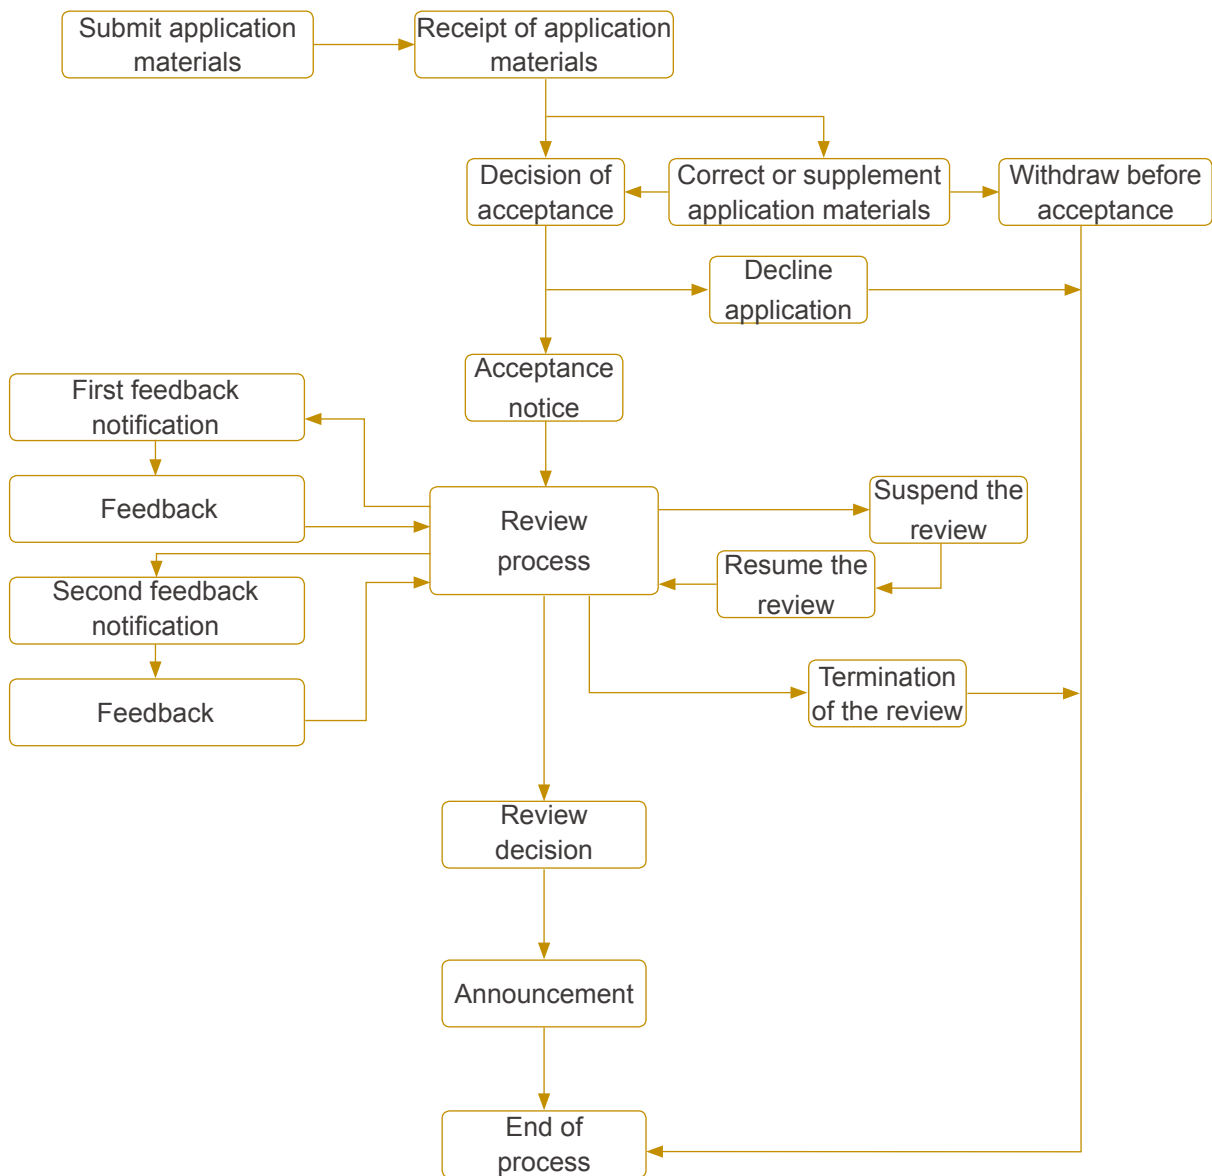 Submit application
materials
Receipt of application
materials
Decision of
acceptance
Correct or supplement
application materials
Withdraw before
acceptance
Decline
application
Acceptance
notice
First feedback
notification
Feedback
Review
process
Suspend the
review
Resume the
review
Second feedback
notification
Feedback
Termination
of the review
Review
decision
Announcement
End of
process